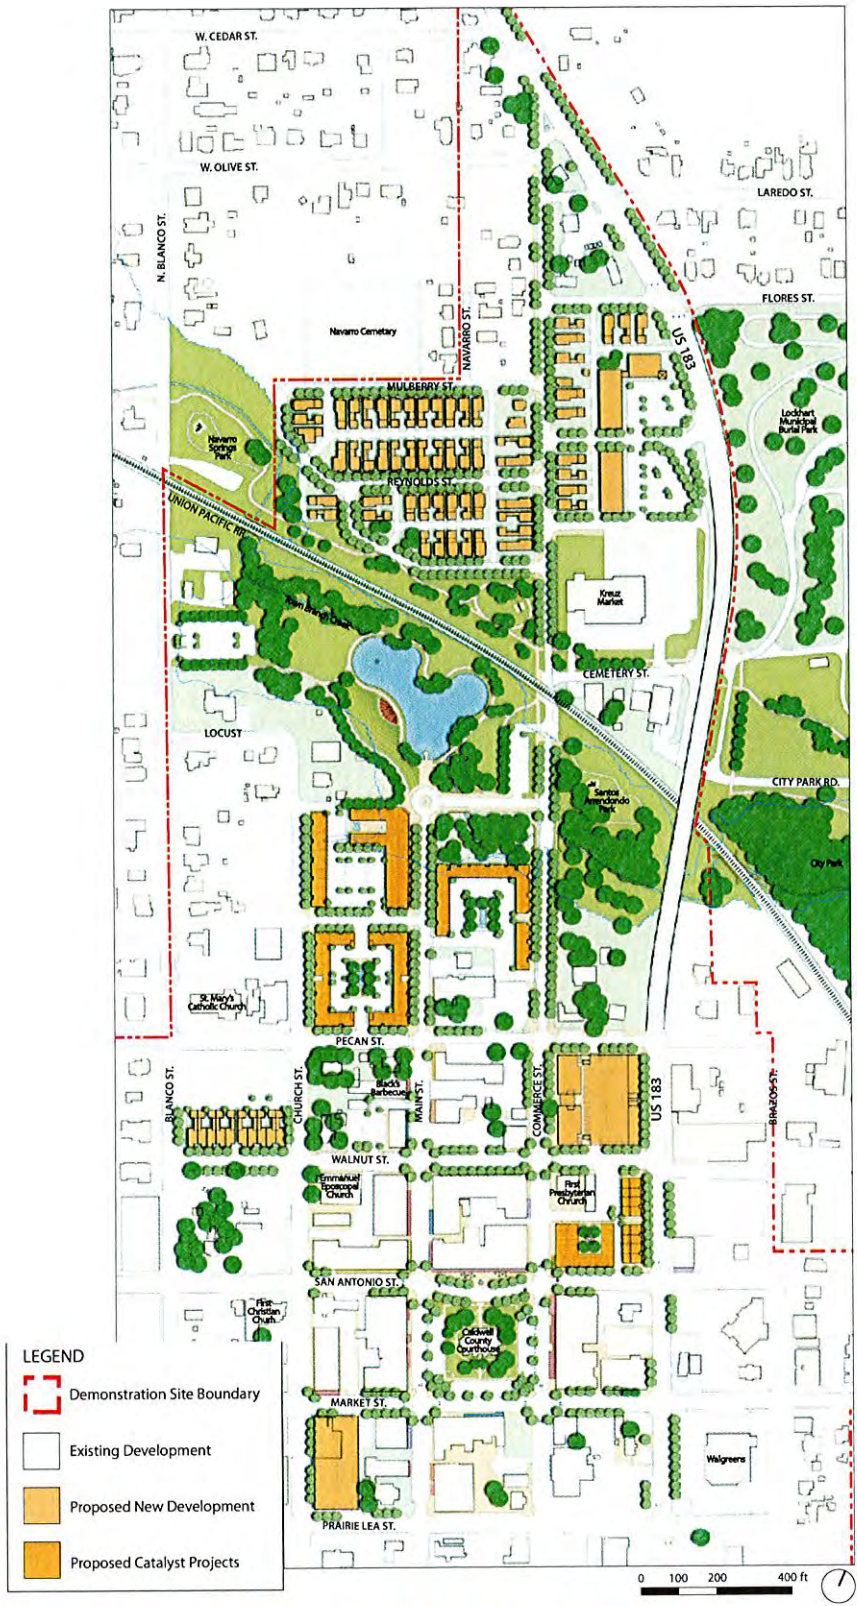 W. CEDAR ST.
W. OLIVE ST.
LAREDO ST.
N. BLANCO ST.
FLORES ST.
Navarro Cemetery
NAVARRO ST.
US 183
MULBERRY ST.
Lockhart
Municipal
Burial Park
Navarro
Springs
Park
REYNOLDS ST.
UNION PACIFIC RR.
Kreuz
Market
Town Branch Creek
CEMETERY ST.
LOCUST
CITY PARK RD.
Santos
Arrendondo
Park
City Park
St. Mary's
Catholic Church
PECAN ST.
BLANCO ST.
CHURCH ST.
Black's
Barbecue
MAIN ST.
COMMERCE ST.
US 183
BRAZOS ST.
WALNUT ST.
Emmanuel
Episcopal
Church
First
Presbyterian
Chruch
SAN ANTONIO ST.
First
Christian
Church
Caldwell
County
Courthouse
LEGEND
Demonstration Site Boundary
Existing Development
Proposed New Development
Proposed Catalyst Projects
MARKET ST.
Walgreens
PRAIRIE LEA ST.
0 100 200 400 ft